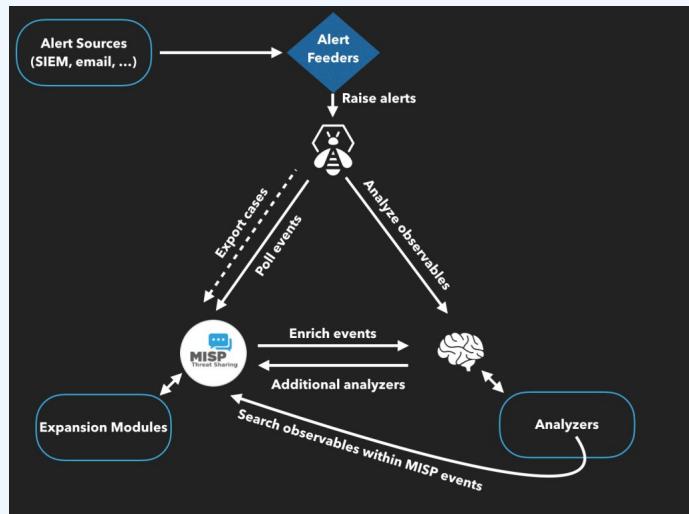 Alert Sources
(SIEM, email, ...)
Alert
Feeders
Raise alerts
Export cases
Poll events
Analyze observables
MISP
Threat Sharing
Enrich events
Additional analyzers
Expansion Modules
Analyzers
Search observables within MISP events